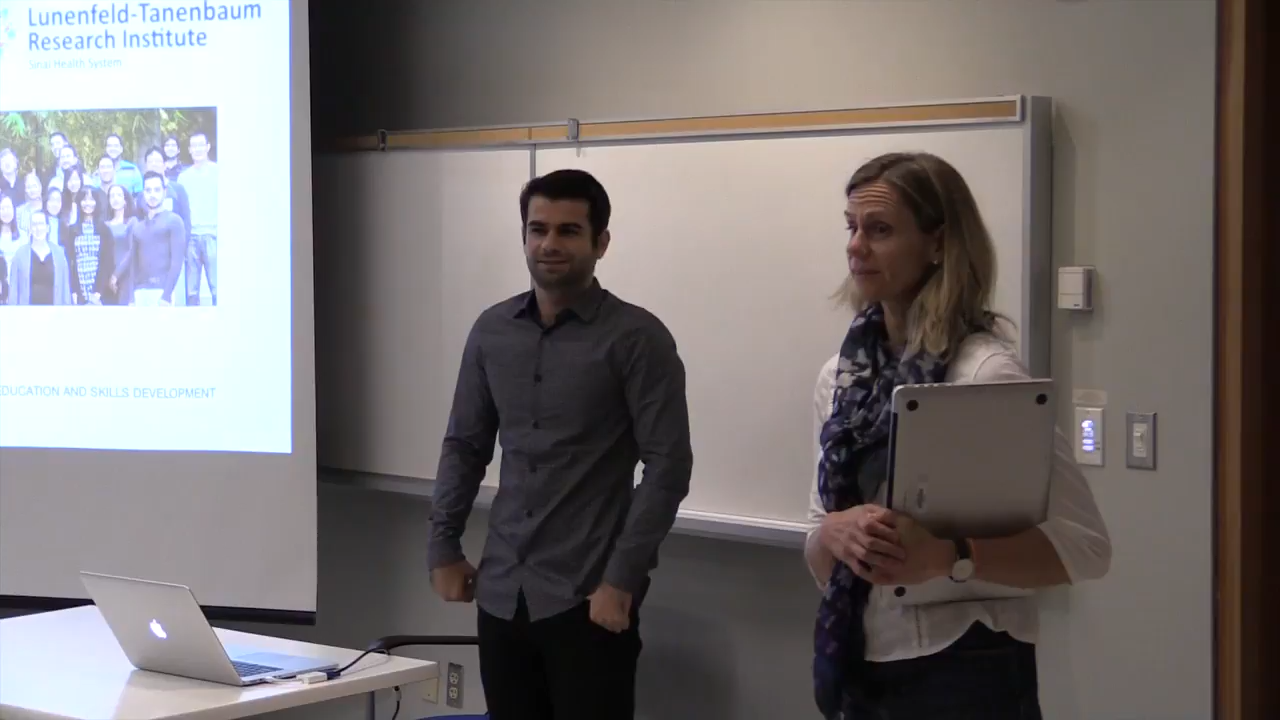 Lunenfeld-Tanenbaum
Research Institute
Sinai Health System
EDUCATION AND SKILLS DEVELOPMENT